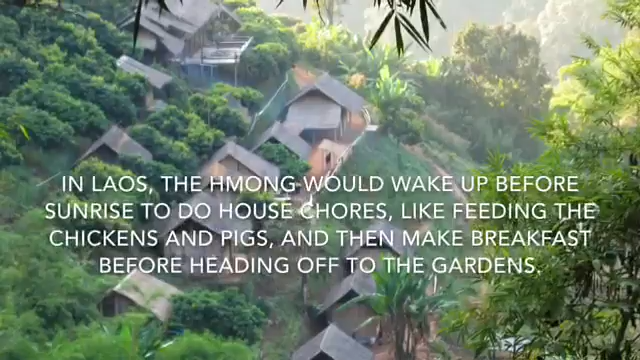 IN LAOS, THE HMONG WOULD WAKE UP BEFORE
SUNRISE TO DO HOUSE CHORES, LIKE FEEDING THE
CHICKENS AND PIGS, AND THEN MAKE BREAKFAST
BEFORE HEADING OFF TO THE GARDENS.